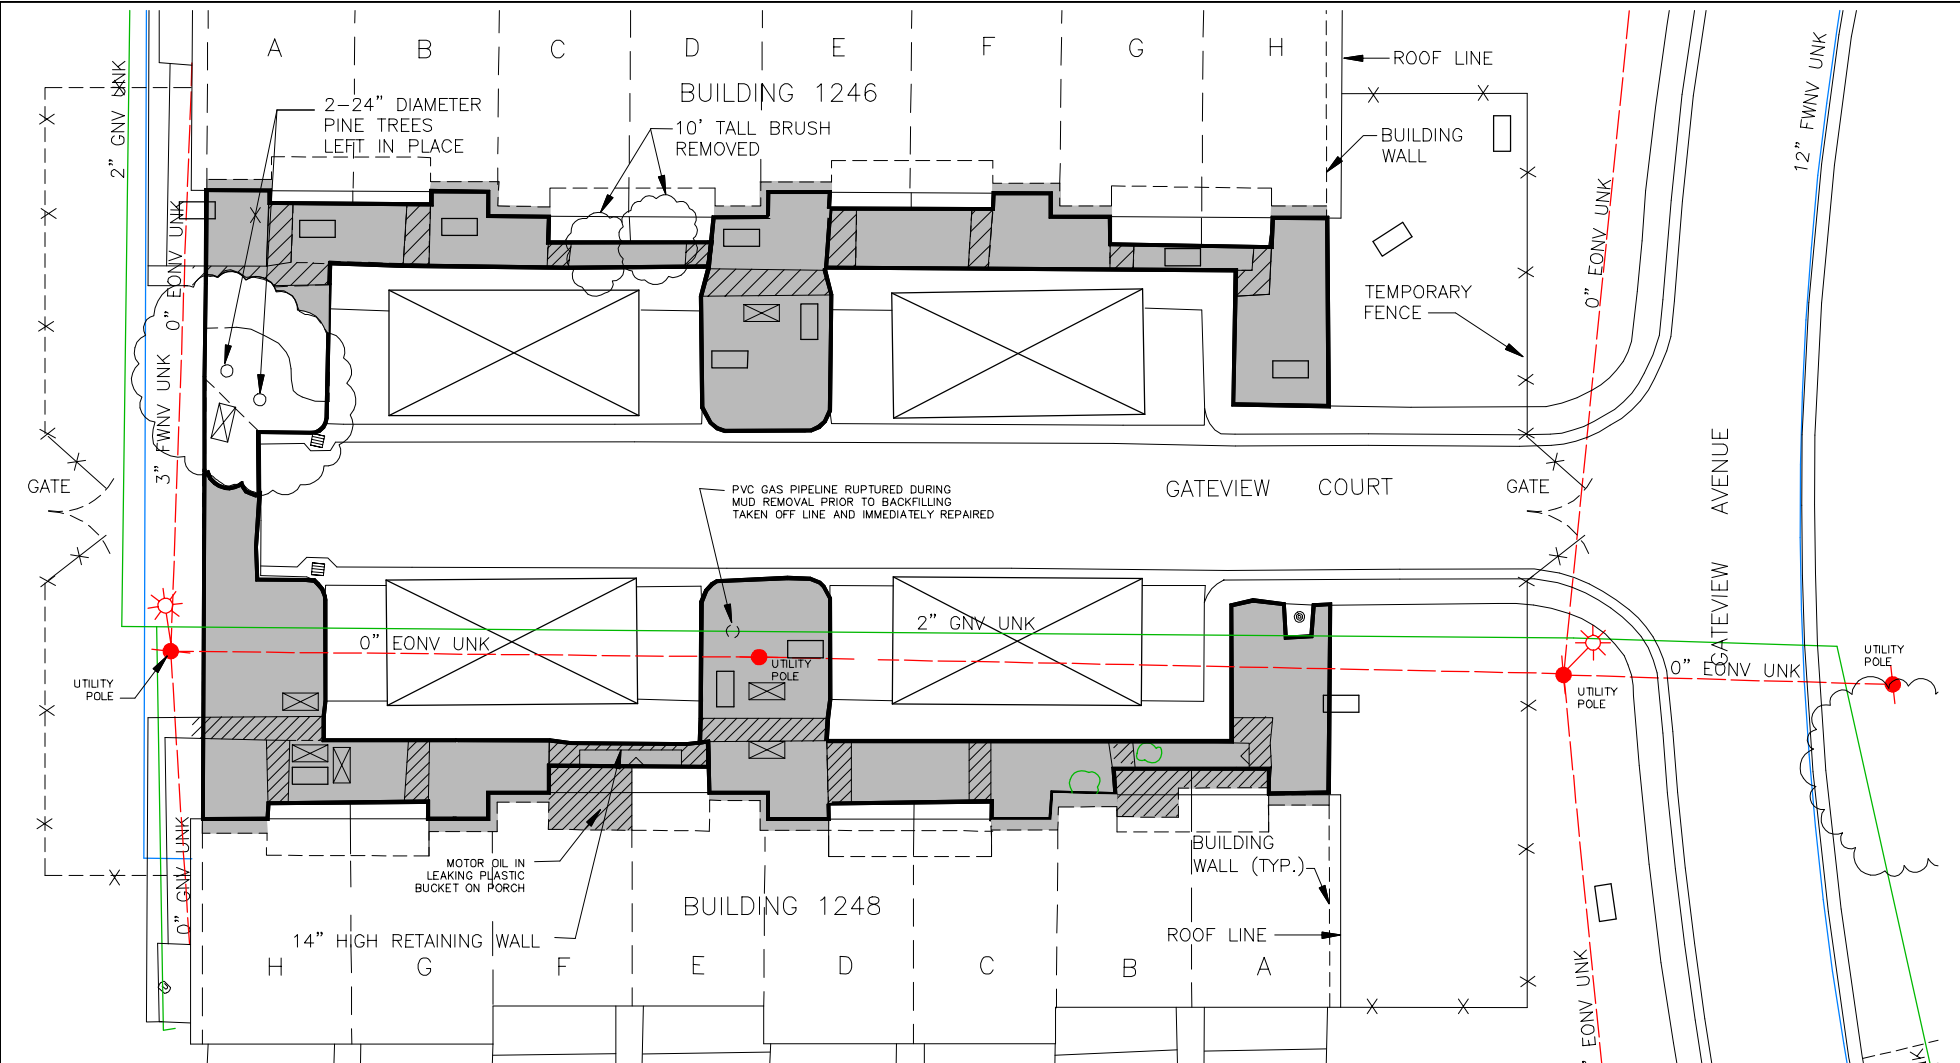 A
B
C
D
E
F
G
H
ROOF LINE
BUILDING 1246
2-24" DIAMETER
PINE TREES
LEFT IN PLACE
10' TALL BRUSH
REMOVED
BUILDING
WALL
2" GNV UNK
12" FWNV UNK
0" EONV UNK
0" EONV UNK
TEMPORARY
FENCE
3" FWNV UNK
GATE
PVC GAS PIPELINE RUPTURED DURING
MUD REMOVAL PRIOR TO BACKFILLING
TAKEN OFF LINE AND IMMEDIATELY REPAIRED
GATEVIEW COURT
GATE
GATEVIEW AVENUE
0" EONV UNK
2" GNV UNK
UTILITY
POLE
UTILITY
POLE
UTILITY
POLE
0" EONV UNK
UTILITY
POLE
0" GNV UNK
MOTOR OIL IN
LEAKING PLASTIC
BUCKET ON PORCH
BUILDING
WALL (TYP.)
BUILDING 1248
14" HIGH RETAINING WALL
ROOF LINE
H
G
F
E
D
C
B
A
" EONV UNK